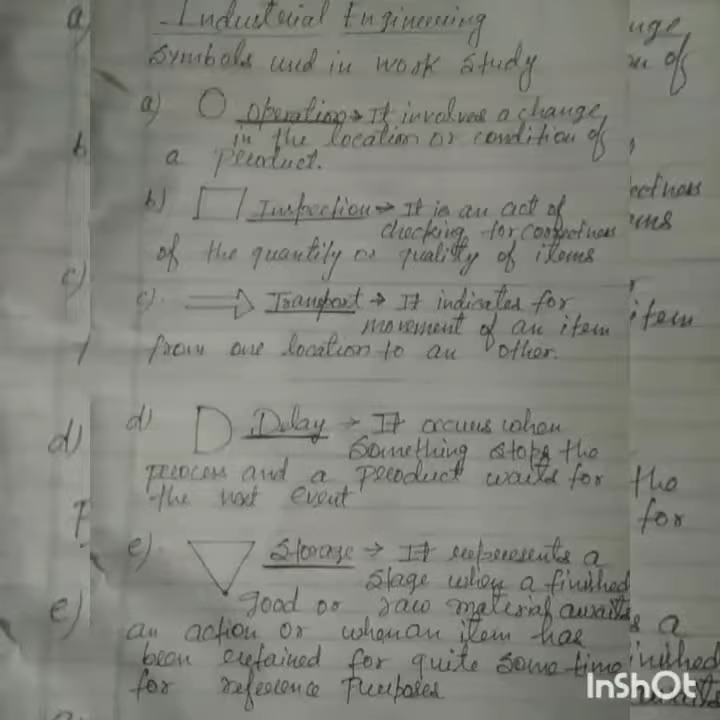 Industrial Engineering
Symbols used in work study
a) Operation → It involves a change
in the location or condition of
a product.
b) Inspection → It is an act of
checking for correctness
of the quantity or quality of items
c) Transport → It indicates for
movement of an item
from one location to an other.
d) Delay → It occurs when
something stops the
process and a product waits for
the next event
e) Storage → It represents a
stage when a finished
good or raw material awaits
an action or when an item has
been retained for quite some time
for reference purposes
InShOt